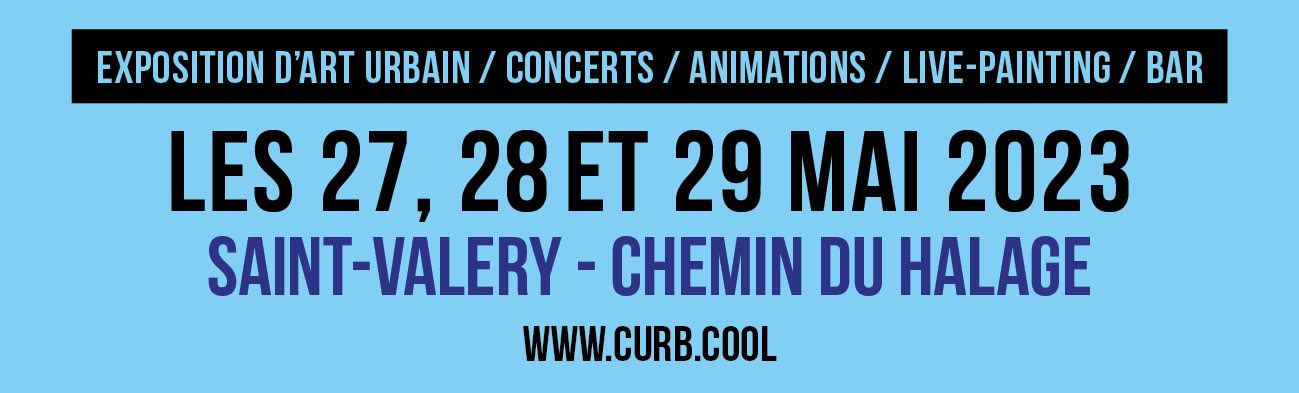 EXPOSITION D’ART URBAIN / CONCERTS / ANIMATIONS / LIVE-PAINTING / BAR
LES 27, 28 ET 29 MAI 2023
SAINT-VALERY - CHEMIN DU HALAGE
WWW.CURB.COOL